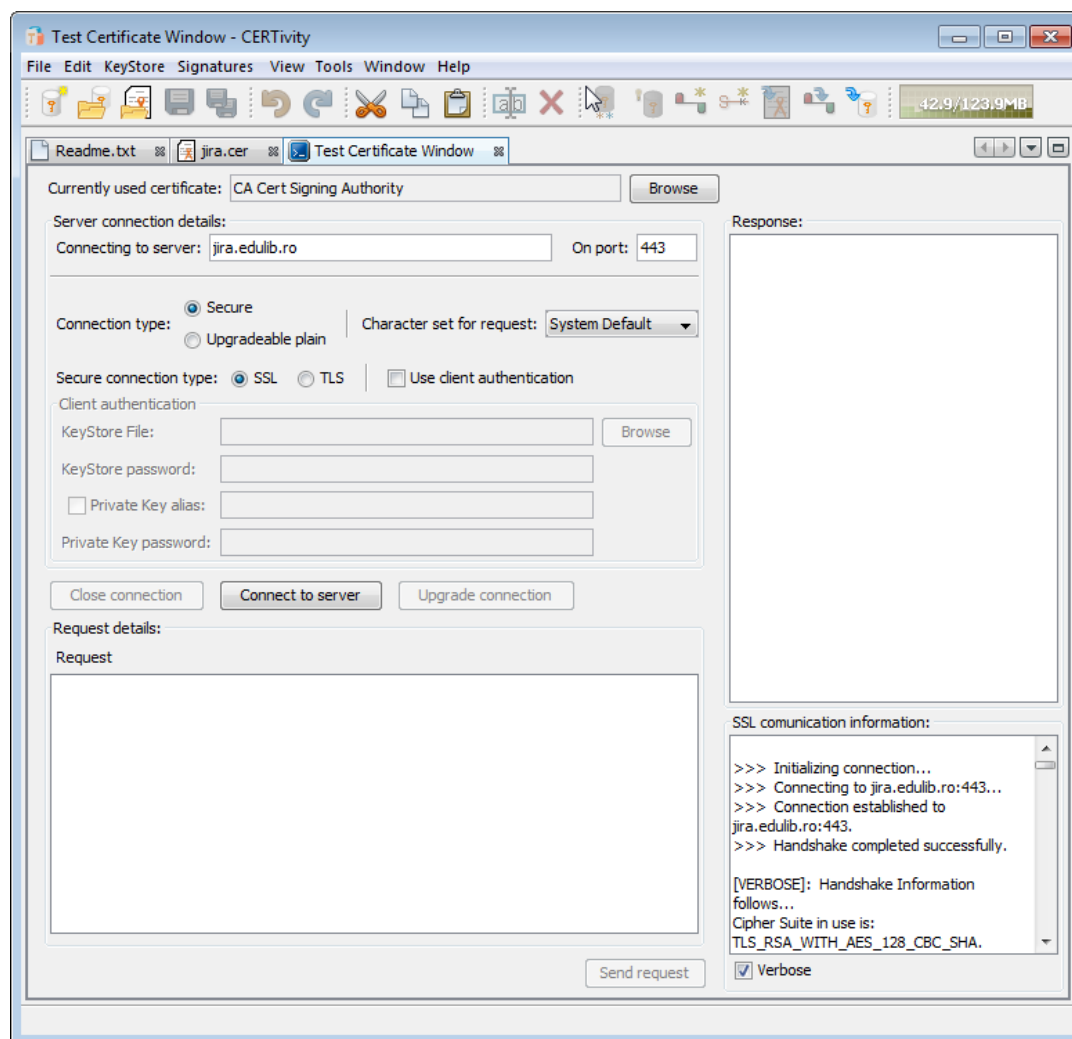 Test Certificate Window - CERTivity
File Edit KeyStore Signatures View Tools Window Help
42.9/123.9MB
Readme.txt jira.cer Test Certificate Window
Currently used certificate: CA Cert Signing Authority Browse
Server connection details:
Connecting to server: jira.edulib.ro On port: 443
Connection type: Secure
Upgradeable plain
Character set for request: System Default
Secure connection type: SSL TLS Use client authentication
Client authentication
KeyStore File: Browse
KeyStore password:
Private Key alias:
Private Key password:
Close connection Connect to server Upgrade connection
Request details:
Request
Send request
Response:
SSL comunication information:
>>> Initializing connection...
>>> Connecting to jira.edulib.ro:443...
>>> Connection established to
jira.edulib.ro:443.
>>> Handshake completed successfully.
[VERBOSE]: Handshake Information
follows...
Cipher Suite in use is:
TLS_RSA_WITH_AES_128_CBC_SHA.
Verbose